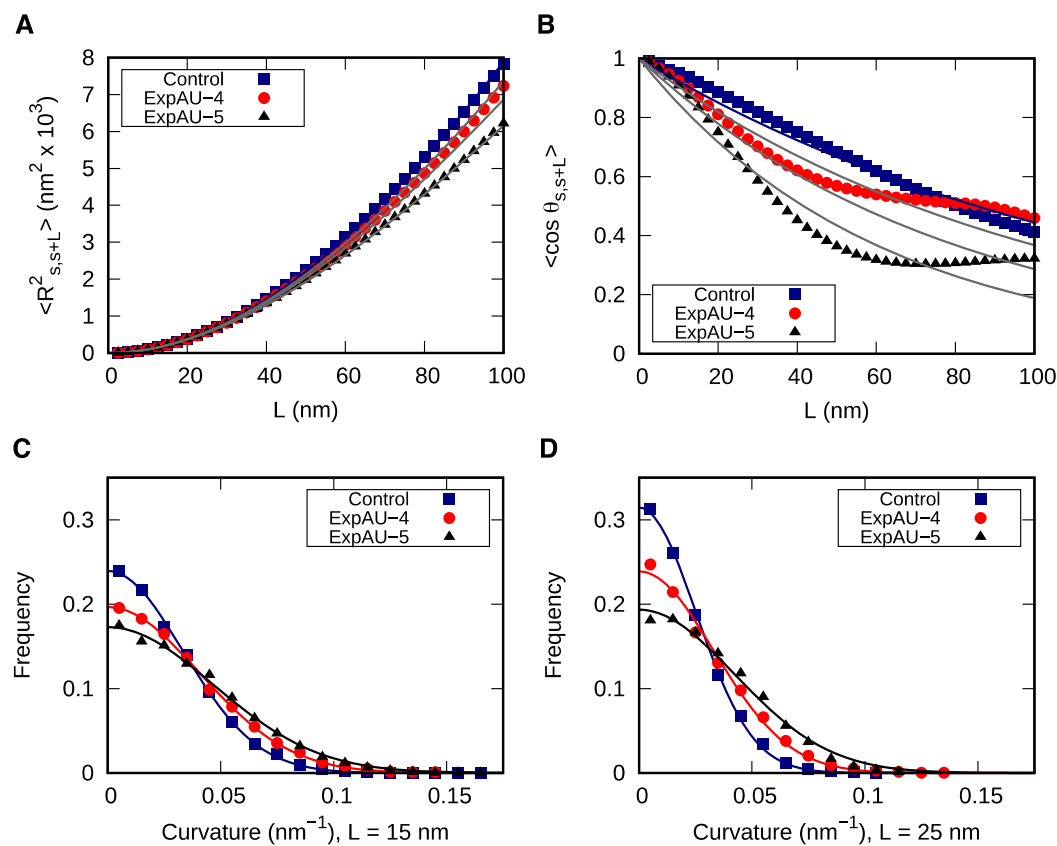 A
<R²s,s+L> (nm² x 10³)
8
7
6
5
4
3
2
1
0
Control
ExpAU−4
ExpAU−5
0 20 40 60 80 100
L (nm)
B
<cos θs,s+L>
1
0.8
0.6
0.4
0.2
0
Control
ExpAU−4
ExpAU−5
0 20 40 60 80 100
L (nm)
C
Frequency
0.3
0.2
0.1
0
Control
ExpAU−4
ExpAU−5
0 0.05 0.1 0.15
Curvature (nm⁻¹), L = 15 nm
D
Frequency
0.3
0.2
0.1
0
Control
ExpAU−4
ExpAU−5
0 0.05 0.1 0.15
Curvature (nm⁻¹), L = 25 nm